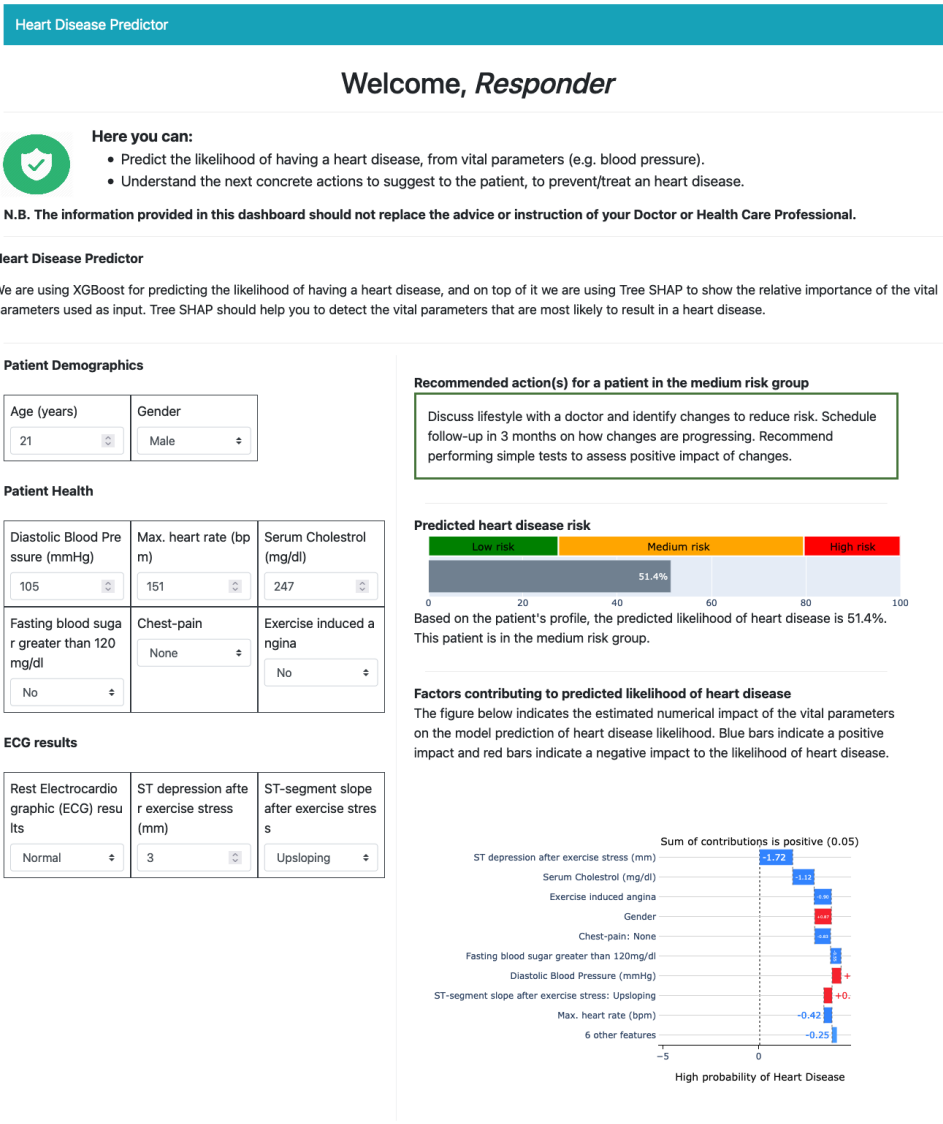 Heart Disease Predictor
Welcome, Responder
Here you can:
Predict the likelihood of having a heart disease, from vital parameters (e.g. blood pressure).
Understand the next concrete actions to suggest to the patient, to prevent/treat an heart disease.
N.B. The information provided in this dashboard should not replace the advice or instruction of your Doctor or Health Care Professional.
eart Disease Predictor
e are using XGBoost for predicting the likelihood of having a heart disease, and on top of it we are using Tree SHAP to show the relative importance of the vital
arameters used as input. Tree SHAP should help you to detect the vital parameters that are most likely to result in a heart disease.
Patient Demographics
Age (years)
21
Gender
Male
Patient Health
Diastolic Blood Pre
ssure (mmHg)
105
Max. heart rate (bp
m)
151
Serum Cholestrol
(mg/dl)
247
Fasting blood suga
r greater than 120
mg/dl
No
Chest-pain
None
Exercise induced a
ngina
No
ECG results
Rest Electrocardio
graphic (ECG) resu
lts
Normal
ST depression afte
r exercise stress
(mm)
3
ST-segment slope
after exercise stres
s
Upsloping
Recommended action(s) for a patient in the medium risk group
Discuss lifestyle with a doctor and identify changes to reduce risk. Schedule
follow-up in 3 months on how changes are progressing. Recommend
performing simple tests to assess positive impact of changes.
Predicted heart disease risk
Low risk Medium risk High risk
51.4%
0 20 40 60 80 100
Based on the patient's profile, the predicted likelihood of heart disease is 51.4%.
This patient is in the medium risk group.
Factors contributing to predicted likelihood of heart disease
The figure below indicates the estimated numerical impact of the vital parameters
on the model prediction of heart disease likelihood. Blue bars indicate a positive
impact and red bars indicate a negative impact to the likelihood of heart disease.
Sum of contributions is positive (0.05)
ST depression after exercise stress (mm) -1.72
Serum Cholestrol (mg/dl) -1.12
Exercise induced angina
Gender
Chest-pain: None
Fasting blood sugar greater than 120mg/dl
Diastolic Blood Pressure (mmHg) +
ST-segment slope after exercise stress: Upsloping +0.
Max. heart rate (bpm) -0.42
6 other features -0.25
−5 0
High probability of Heart Disease